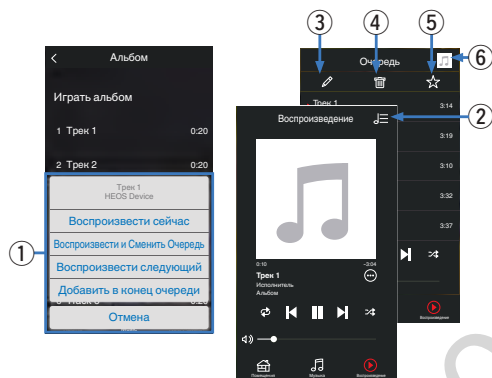 3
4
5
6
2
1
Альбом
Играть альбом
1 Трек 1 0:20
2 Трек 2 0:20
Трек 1
HEOS Device
Воспроизвести сейчас
Воспроизвести и Сменить Очередь
Воспроизвести следующий
Добавить в конец очереди
Отмена
Очередь
Трек 1 3:14
3:19
3:10
3:32
3:37
Воспроизведение
Воспроизведение
0:10 -3:04
Трек 1
Исполнитель
Альбом
Помещения Музыка Воспроизведение